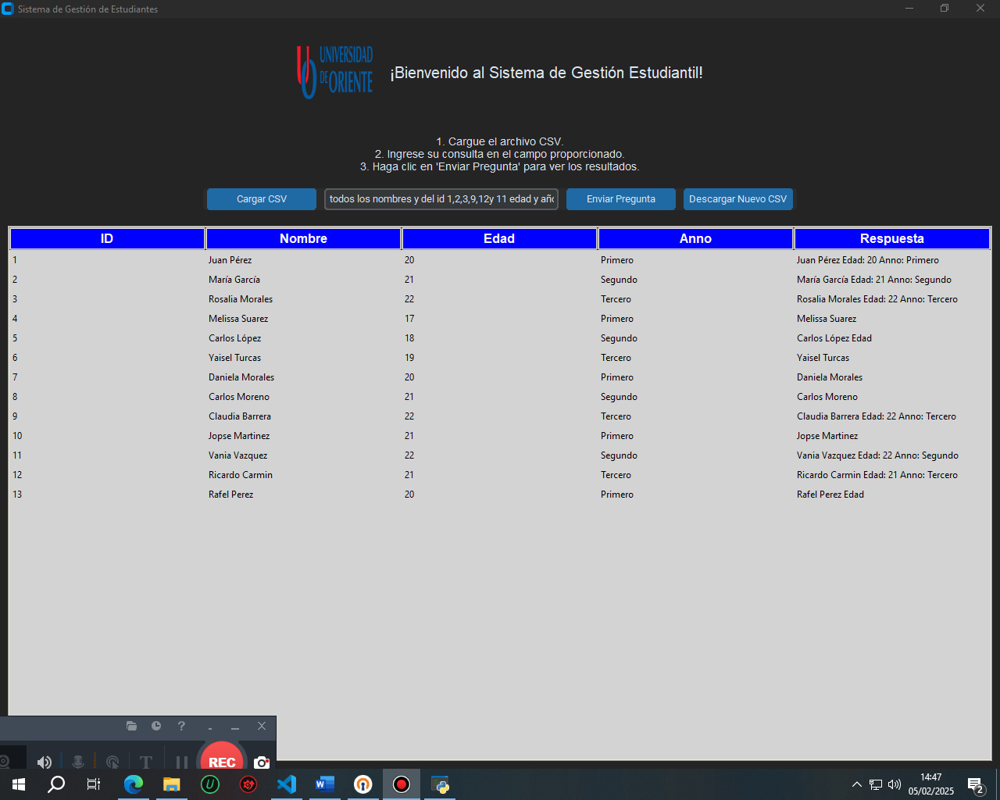 Sistema de Gestión de Estudiantes
UNIVERSIDAD
DE ORIENTE
¡Bienvenido al Sistema de Gestión Estudiantil!
1. Cargue el archivo CSV.
2. Ingrese su consulta en el campo proporcionado.
3. Haga clic en 'Enviar Pregunta' para ver los resultados.
Cargar CSV todos los nombres y del id 1,2,3,9,12y 11 edad y año Enviar Pregunta Descargar Nuevo CSV
ID Nombre Edad Anno Respuesta
1 Juan Pérez 20 Primero Juan Pérez Edad: 20 Anno: Primero
2 María García 21 Segundo María García Edad: 21 Anno: Segundo
3 Rosalia Morales 22 Tercero Rosalia Morales Edad: 22 Anno: Tercero
4 Melissa Suarez 17 Primero Melissa Suarez
5 Carlos López 18 Segundo Carlos López Edad
6 Yaisel Turcas 19 Tercero Yaisel Turcas
7 Daniela Morales 20 Primero Daniela Morales
8 Carlos Moreno 21 Segundo Carlos Moreno
9 Claudia Barrera 22 Tercero Claudia Barrera Edad: 22 Anno: Tercero
10 Jopse Martinez 21 Primero Jopse Martinez
11 Vania Vazquez 22 Segundo Vania Vazquez Edad: 22 Anno: Segundo
12 Ricardo Carmin 21 Tercero Ricardo Carmin Edad: 21 Anno: Tercero
13 Rafel Perez 20 Primero Rafel Perez Edad
REC
14:47
05/02/2025
2